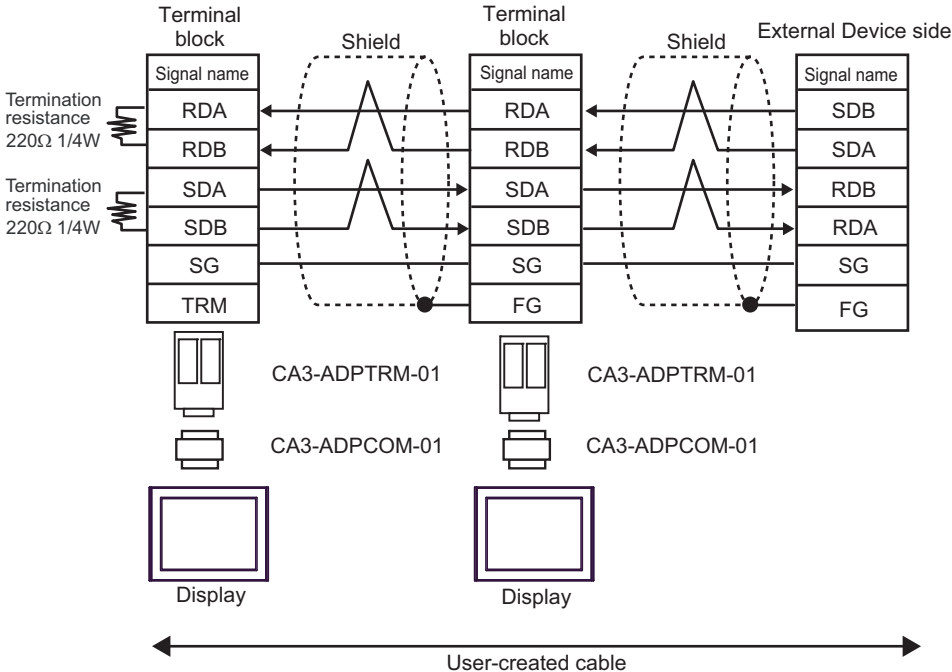 Terminal
block
Shield
Terminal
block
Shield
External Device side
Signal name
Signal name
Signal name
Termination
resistance
220Ω 1/4W
RDA
RDA
SDB
RDB
RDB
SDA
Termination
resistance
220Ω 1/4W
SDA
SDA
RDB
SDB
SDB
RDA
SG
SG
SG
TRM
FG
FG
CA3-ADPTRM-01
CA3-ADPTRM-01
CA3-ADPCOM-01
CA3-ADPCOM-01
Display
Display
User-created cable